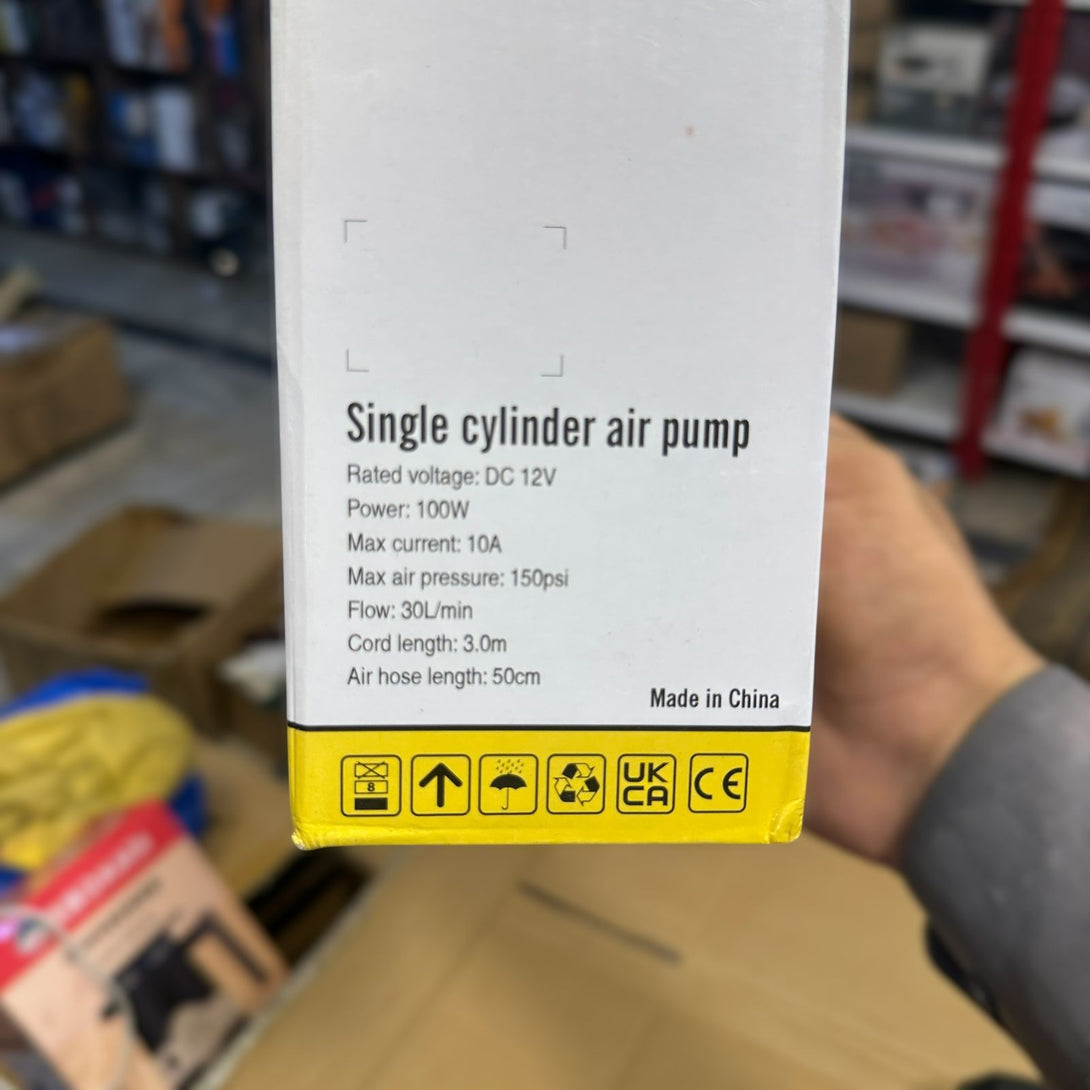 Single cylinder air pump
Rated voltage: DC 12V
Power: 100W
Max current: 10A
Max air pressure: 150psi
Flow: 30L/min
Cord length: 3.0m
Air hose length: 50cm
Made in China
8
UK
CA
CE